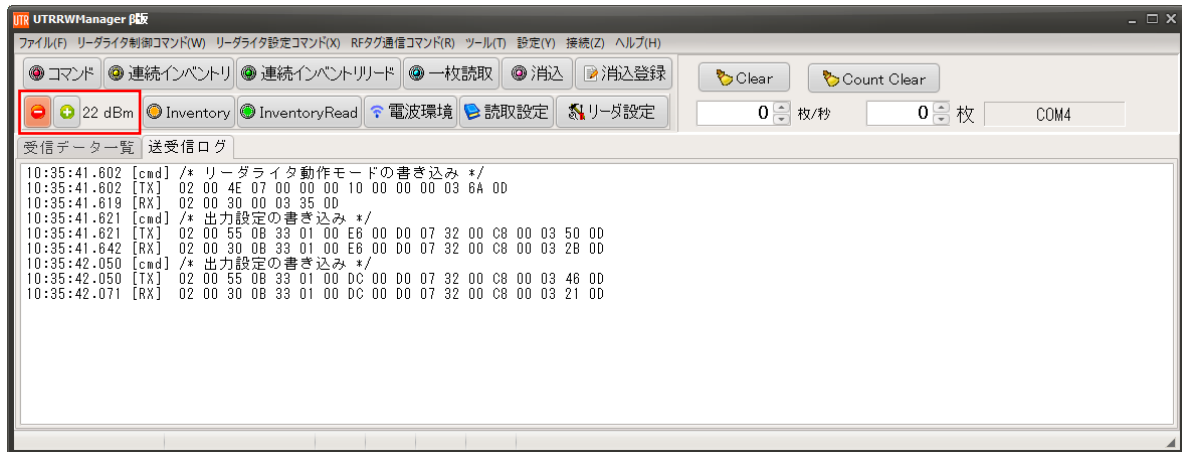 UTR UTRRWManager β版
ファイル(F) リーダライタ制御コマンド(W) リーダライタ設定コマンド(X) RFタグ通信コマンド(R) ツール(T) 設定(Y) 接続(Z) ヘルプ(H)
コマンド 連続インベントリ 連続インベントリリード 一枚読取 消込 消込登録 Clear Count Clear
22 dBm Inventory InventoryRead 電波環境 読取設定 リーダ設定 0 枚/秒 0 枚 COM4
受信データ一覧 送受信ログ
10:35:41.602 [cmd] /* リーダライタ動作モードの書き込み */
10:35:41.602 [TX] 02 00 4E 07 00 00 00 10 00 00 00 03 6A 0D
10:35:41.619 [RX] 02 00 30 00 03 35 0D
10:35:41.621 [cmd] /* 出力設定の書き込み */
10:35:41.621 [TX] 02 00 55 0B 33 01 00 E6 00 D0 07 32 00 C8 00 03 50 0D
10:35:41.642 [RX] 02 00 30 0B 33 01 00 E6 00 D0 07 32 00 C8 00 03 2B 0D
10:35:42.050 [cmd] /* 出力設定の書き込み */
10:35:42.050 [TX] 02 00 55 0B 33 01 00 DC 00 D0 07 32 00 C8 00 03 46 0D
10:35:42.071 [RX] 02 00 30 0B 33 01 00 DC 00 D0 07 32 00 C8 00 03 21 0D